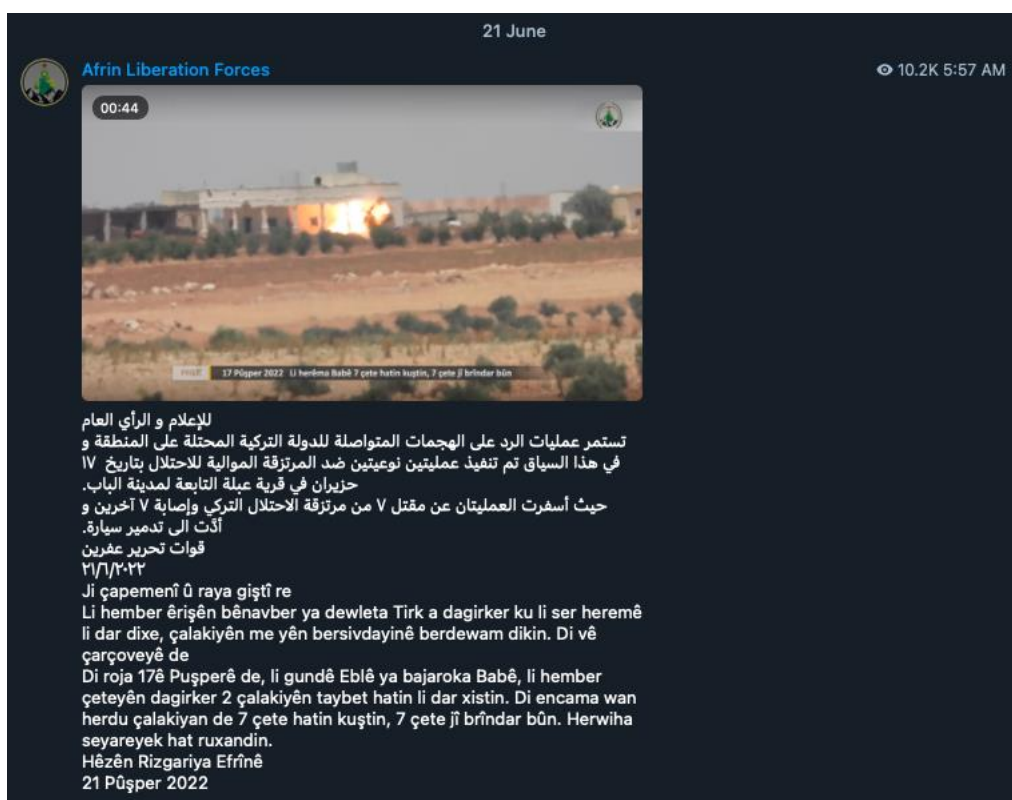 21 June
Afrin Liberation Forces
10.2K 5:57 AM
00:44
17 Pûşper 2022 Li herêma Babê 7 çete hatin kuştin, 7 çete jî brîndar bûn
للإعلام و الرأي العام
تستمر عمليات الرد على الهجمات المتواصلة للدولة التركية المحتلة على المنطقة و
في هذا السياق تم تنفيذ عمليتين نوعيتين ضد المرتزقة الموالية للاحتلال بتاريخ ١٧
حزيران في قرية عبلة التابعة لمدينة الباب.
حيث أسفرت العمليتان عن مقتل ٧ من مرتزقة الاحتلال التركي وإصابة ٧ آخرين و
أدَّت الى تدمير سيارة.
قوات تحرير عفرين
٢١/٦/٢٠٢٢
Ji çapemenî û raya giştî re
Li hember êrişên bênavber ya dewleta Tirk a dagirker ku li ser heremê
li dar dixe, çalakiyên me yên bersivdayinê berdewam dikin. Di vê
çarçoveyê de
Di roja 17ê Puşperê de, li gundê Eblê ya bajaroka Babê, li hember
çeteyên dagirker 2 çalakiyên taybet hatin li dar xistin. Di encama wan
herdu çalakiyan de 7 çete hatin kuştin, 7 çete jî brîndar bûn. Herwiha
seyareyek hat ruxandin.
Hêzên Rizgariya Efrînê
21 Pûşper 2022